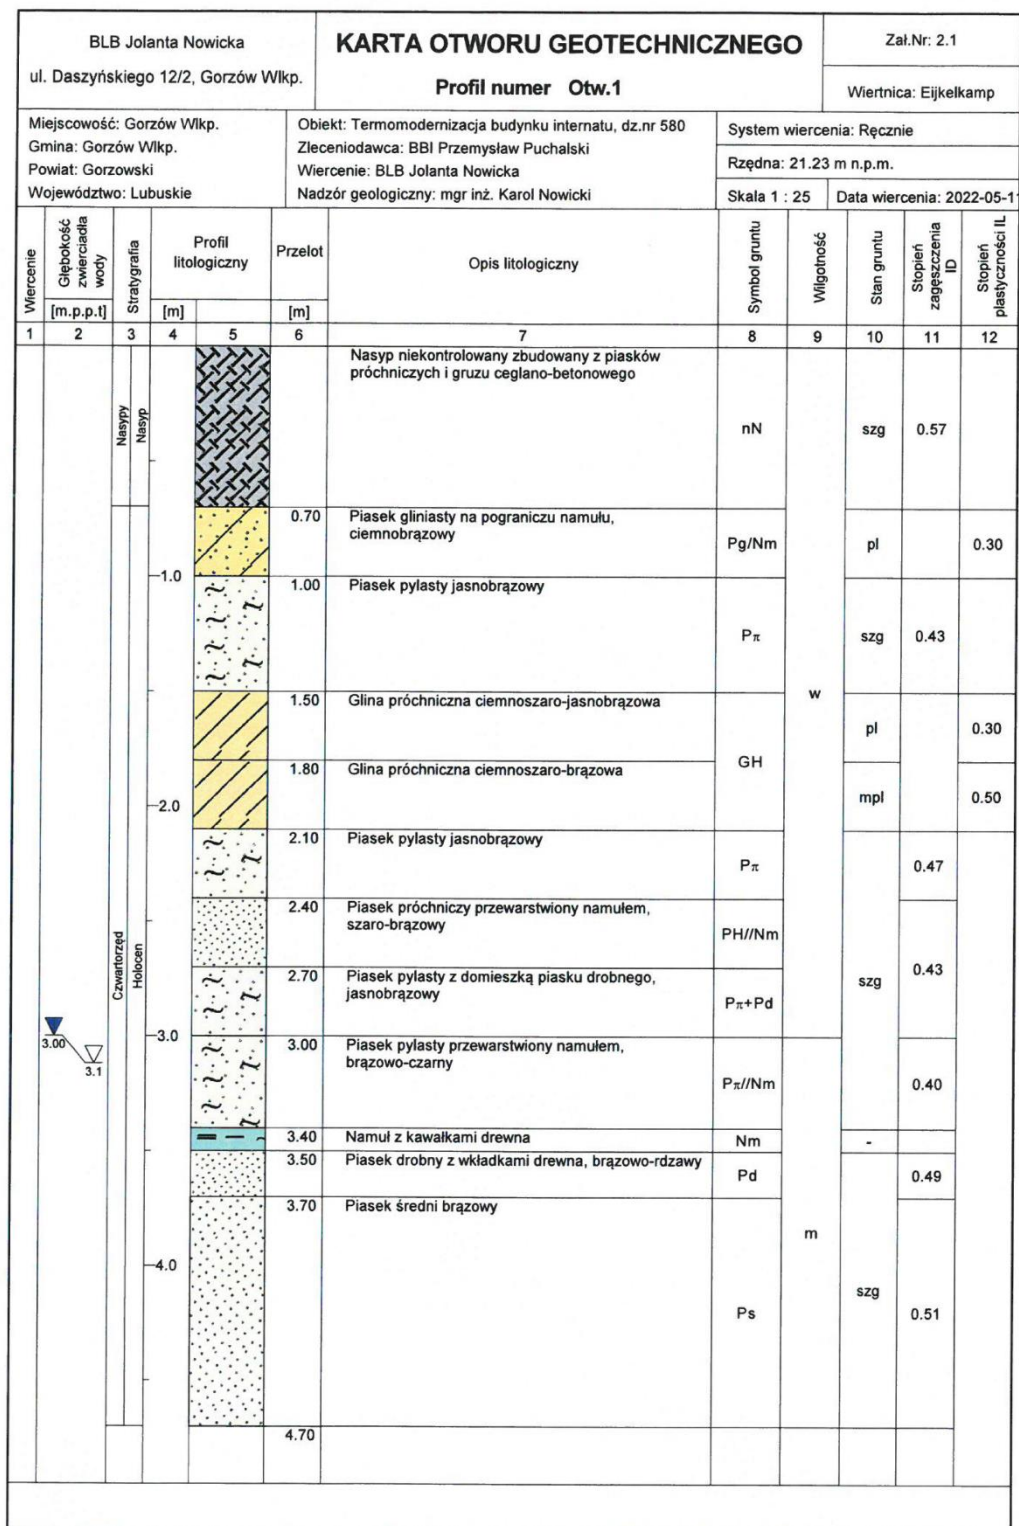 BLB Jolanta Nowicka
ul. Daszyńskiego 12/2, Gorzów Wlkp.
KARTA OTWORU GEOTECHNICZNEGO
Profil numer Otw.1
Zał.Nr: 2.1
Wiertnica: Eijkelkamp
Miejscowość: Gorzów Wlkp.
Gmina: Gorzów Wlkp.
Powiat: Gorzowski
Województwo: Lubuskie
Obiekt: Termomodernizacja budynku internatu, dz.nr 580
Zleceniodawca: BBI Przemysław Puchalski
Wiercenie: BLB Jolanta Nowicka
Nadzór geologiczny: mgr inż. Karol Nowicki
System wiercenia: Ręcznie
Rzędna: 21.23 m n.p.m.
Skala 1 : 25
Data wiercenia: 2022-05-11
Wiercenie
Głębokość zwierciadła wody
[m.p.p.t]
Stratygrafia
Profil litologiczny
[m]
Przelot
[m]
Opis litologiczny
Symbol gruntu
Wilgotność
Stan gruntu
Stopień zagęszczenia ID
Stopień plastyczności IL
1 2 3 4 5 6 7 8 9 10 11 12
Nasypy
Nasyp
Nasyp niekontrolowany zbudowany z piasków
próchniczych i gruzu ceglano-betonowego
nN szg 0.57
0.70 Piasek gliniasty na pograniczu namułu,
ciemnobrązowy
Pg/Nm pl 0.30
1.0
1.00 Piasek pylasty jasnobrązowy
Pπ szg 0.43
w
1.50 Glina próchniczna ciemnoszaro-jasnobrązowa
pl 0.30
GH
1.80 Glina próchniczna ciemnoszaro-brązowa
mpl 0.50
2.0
2.10 Piasek pylasty jasnobrązowy
Pπ 0.47
2.40 Piasek próchniczy przewarstwiony namułem,
szaro-brązowy
PH//Nm
Czwartorzęd
Holocen
szg 0.43
2.70 Piasek pylasty z domieszką piasku drobnego,
jasnobrązowy
Pπ+Pd
3.00
3.1
3.0
3.00 Piasek pylasty przewarstwiony namułem,
brązowo-czarny
Pπ//Nm 0.40
3.40 Namuł z kawałkami drewna Nm -
3.50 Piasek drobny z wkładkami drewna, brązowo-rdzawy
Pd 0.49
3.70 Piasek średni brązowy
m
4.0
szg
Ps 0.51
4.70